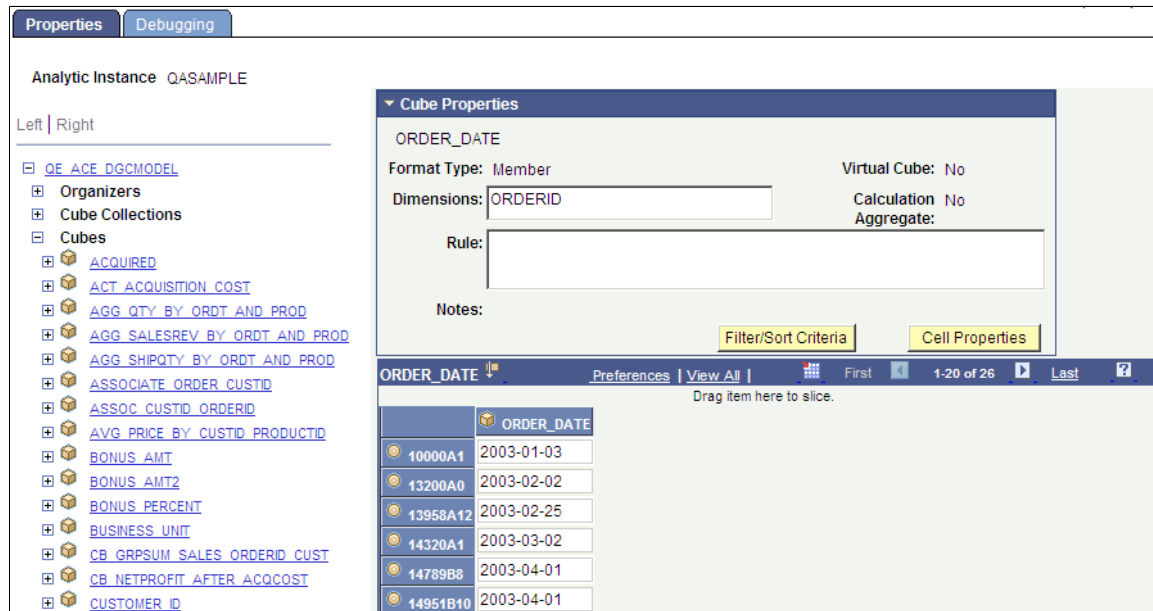 Properties Debugging
Analytic Instance QASAMPLE
Left | Right
QE_ACE_DGCMODEL
Organizers
Cube Collections
Cubes
ACQUIRED
ACT_ACQUISITION_COST
AGG_QTY_BY_ORDT_AND_PROD
AGG_SALESREV_BY_ORDT_AND_PROD
AGG_SHIPQTY_BY_ORDT_AND_PROD
ASSOCIATE_ORDER_CUSTID
ASSOC_CUSTID_ORDERID
AVG_PRICE_BY_CUSTID_PRODUCTID
BONUS_AMT
BONUS_AMT2
BONUS_PERCENT
BUSINESS_UNIT
CB_GRPSUM_SALES_ORDERID_CUST
CB_NETPROFIT_AFTER_ACQCOST
CUSTOMER_ID
Cube Properties
ORDER_DATE
Format Type: Member Virtual Cube: No
Dimensions: ORDERID Calculation Aggregate: No
Rule:
Notes:
Filter/Sort Criteria Cell Properties
ORDER_DATE Preferences | View All | First 1-20 of 26 Last
Drag item here to slice.
ORDER_DATE
10000A1 2003-01-03
13200A0 2003-02-02
13958A12 2003-02-25
14320A1 2003-03-02
14789B8 2003-04-01
14951B10 2003-04-01